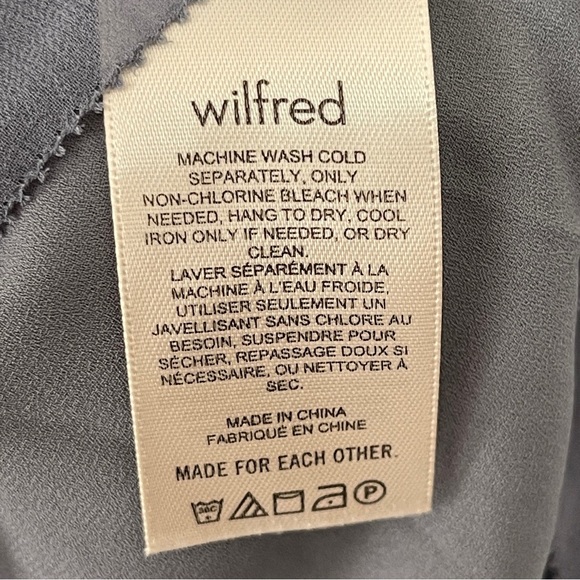 wilfred
MACHINE WASH COLD
SEPARATELY, ONLY
NON-CHLORINE BLEACH WHEN
NEEDED, HANG TO DRY, COOL
IRON ONLY IF NEEDED, OR DRY
CLEAN.
LAVER SÉPARÉMENT À LA
MACHINE À L'EAU FROIDE,
UTILISER SEULEMENT UN
JAVELLISANT SANS CHLORE AU
BESOIN, SUSPENDRE POUR
SÉCHER, REPASSAGE DOUX SI
NÉCESSAIRE, OU NETTOYER À
SEC.
MADE IN CHINA
FABRIQUÉ EN CHINE
MADE FOR EACH OTHER.
30C P